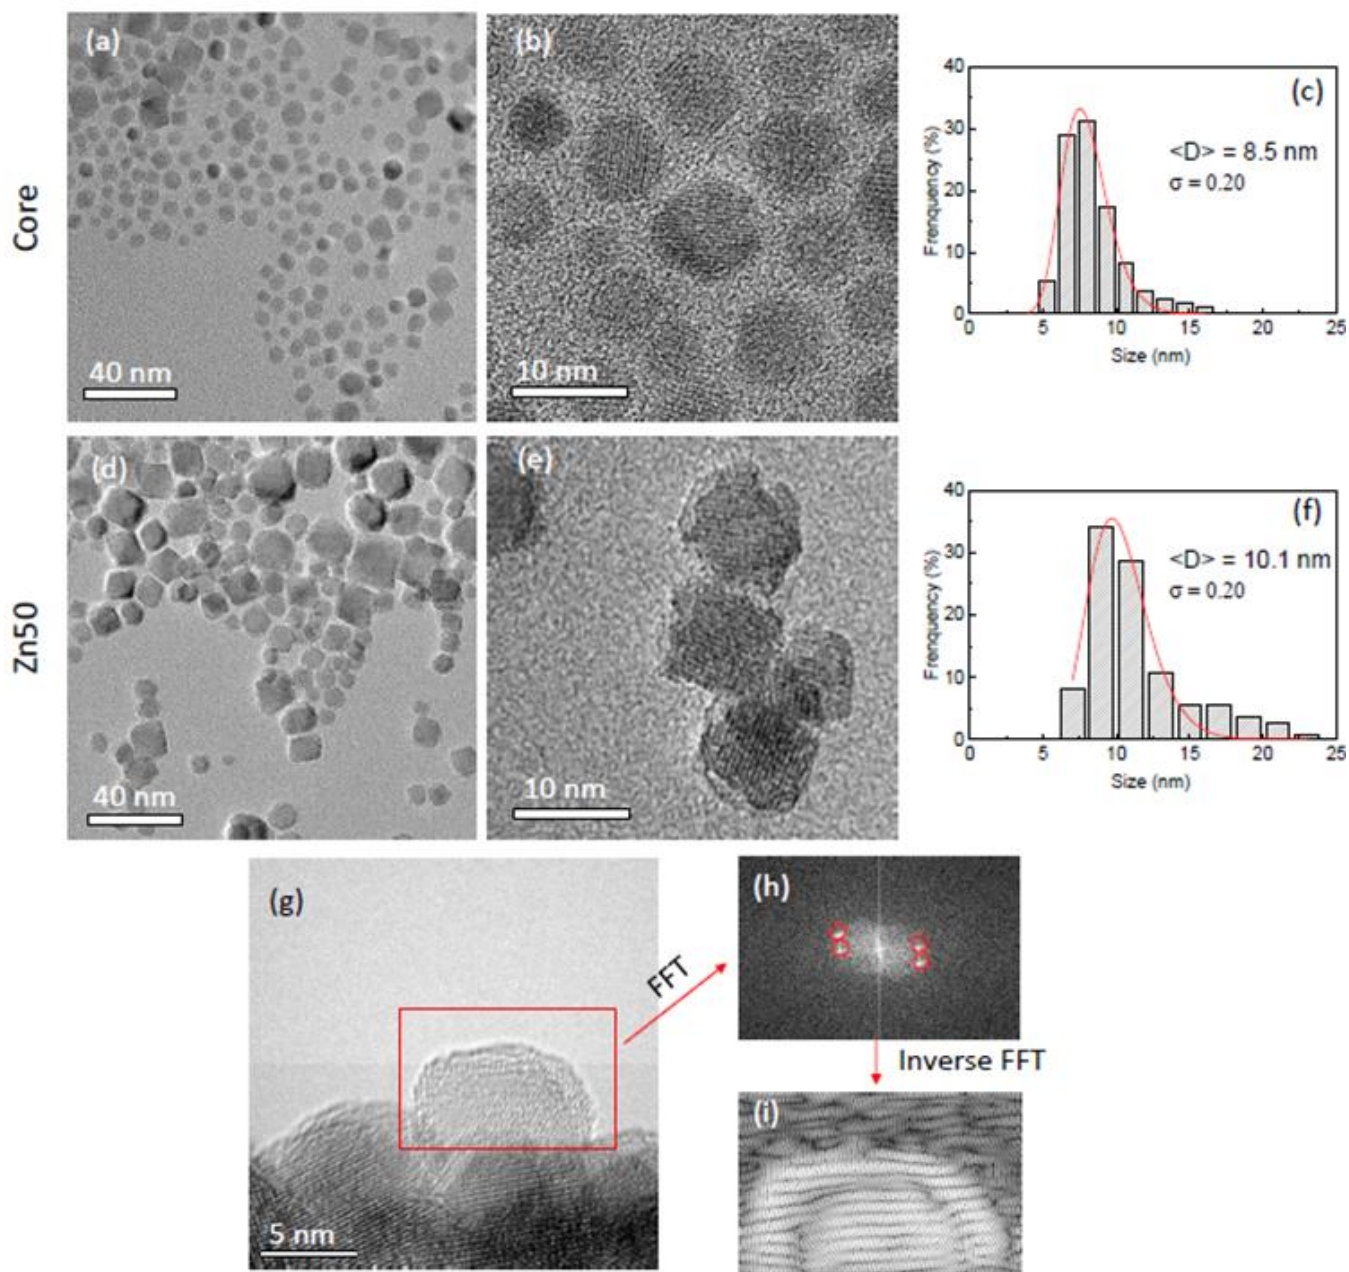 Core
(a)
40 nm
(b)
10 nm
(c)
<D> = 8.5 nm
σ = 0.20
Frenquency (%)
40
30
20
10
0
0 5 10 15 20 25
Size (nm)
Zn50
(d)
40 nm
(e)
10 nm
(f)
<D> = 10.1 nm
σ = 0.20
Frenquency (%)
40
30
20
10
0
0 5 10 15 20 25
Size (nm)
(g)
5 nm
FFT
(h)
Inverse FFT
(i)